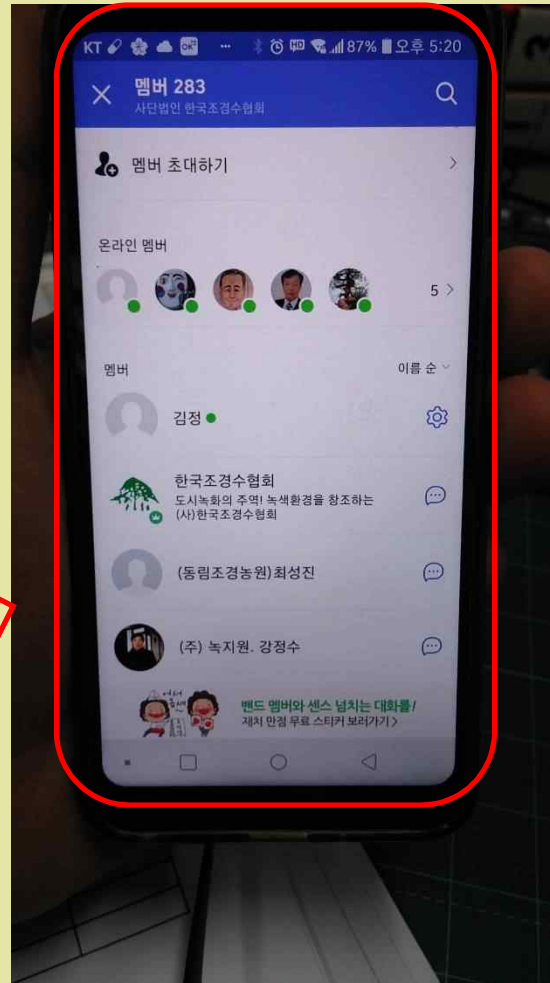 KT HD 87% 오후 5:20
멤버 283
사단법인 한국조경수협회
멤버 초대하기
온라인 멤버
5
멤버 이름 순
김정
한국조경수협회
도시녹화의 주역! 녹색환경을 창조하는
(사)한국조경수협회
(동림조경농원)최성진
(주) 녹지원. 강정수
밴드 멤버와 센스 넘치는 대화를!
재치 만점 무료 스티커 보러가기